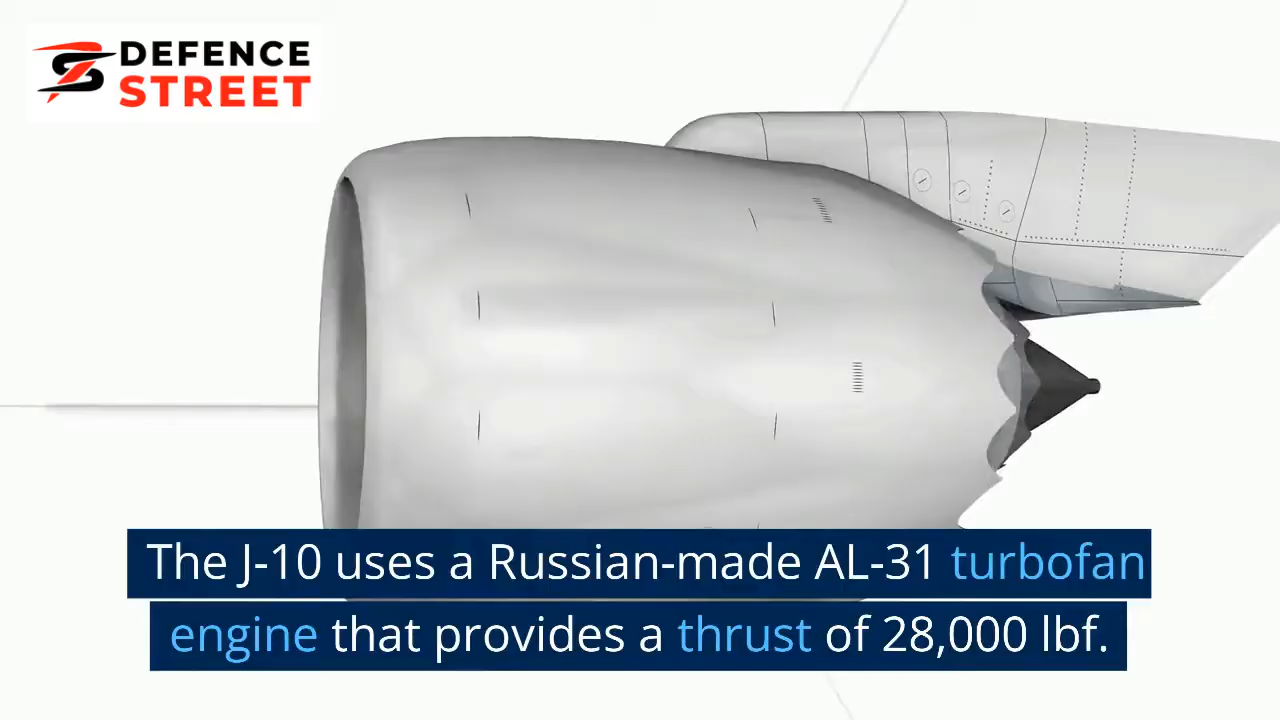 DEFENCE
STREET
The J-10 uses a Russian-made AL-31 turbofan
engine that provides a thrust of 28,000 lbf.